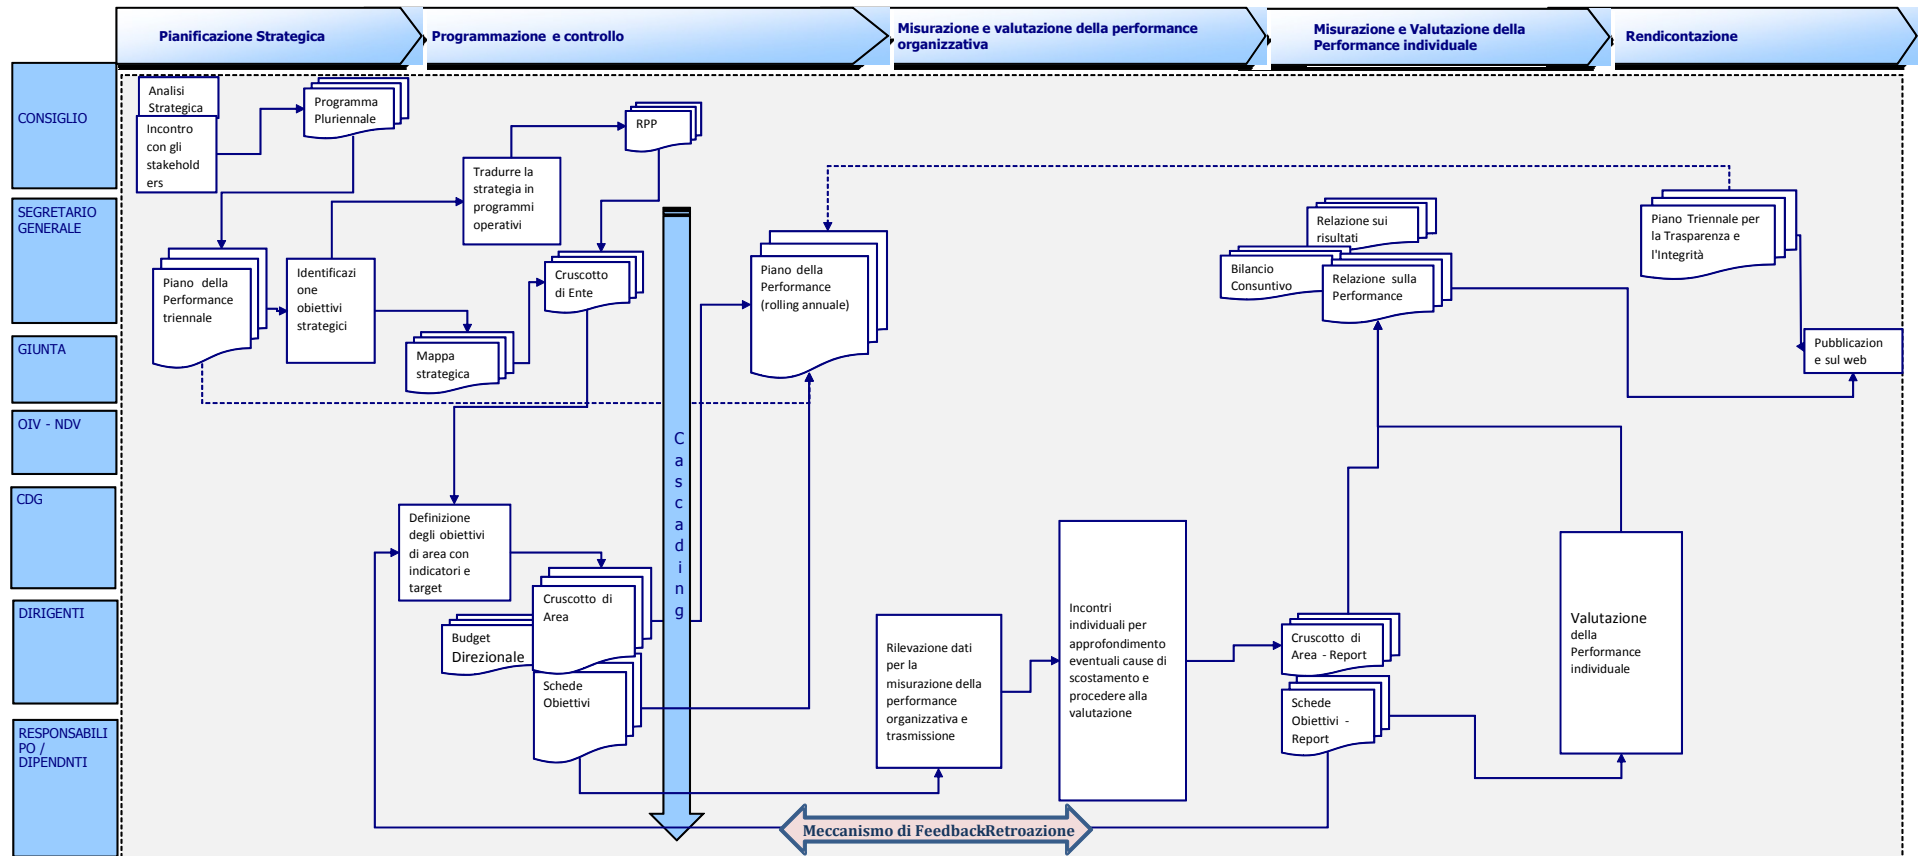 Pianificazione Strategica
Programmazione e controllo
Misurazione e valutazione della performance
organizzativa
Misurazione e Valutazione della
Performance individuale
Rendicontazione
CONSIGLIO
SEGRETARIO
GENERALE
GIUNTA
OIV - NDV
CDG
DIRIGENTI
RESPONSABILI
PO /
DIPENDNTI
Analisi
Strategica
Incontro
con gli
stakehold
ers
Programma
Pluriennale
Tradurre la
strategia in
programmi
operativi
RPP
Piano della
Performance
triennale
Identificazi
one
obiettivi
strategici
Mappa
strategica
Cruscotto
di Ente
Piano della
Performance
(rolling annuale)
Relazione sui
risultati
Bilancio
Consuntivo
Relazione sulla
Performance
Piano Triennale per
la Trasparenza e
l'Integrità
Pubblicazion
e sul web
C
a
s
c
a
d
i
n
g
Definizione
degli obiettivi
di area con
indicatori e
target
Cruscotto di
Area
Budget
Direzionale
Schede
Obiettivi
Rilevazione dati
per la
misurazione della
performance
organizzativa e
trasmissione
Incontri
individuali per
approfondimento
eventuali cause di
scostamento e
procedere alla
valutazione
Cruscotto di
Area - Report
Schede
Obiettivi -
Report
Valutazione
della
Performance
individuale
Meccanismo di FeedbackRetroazione